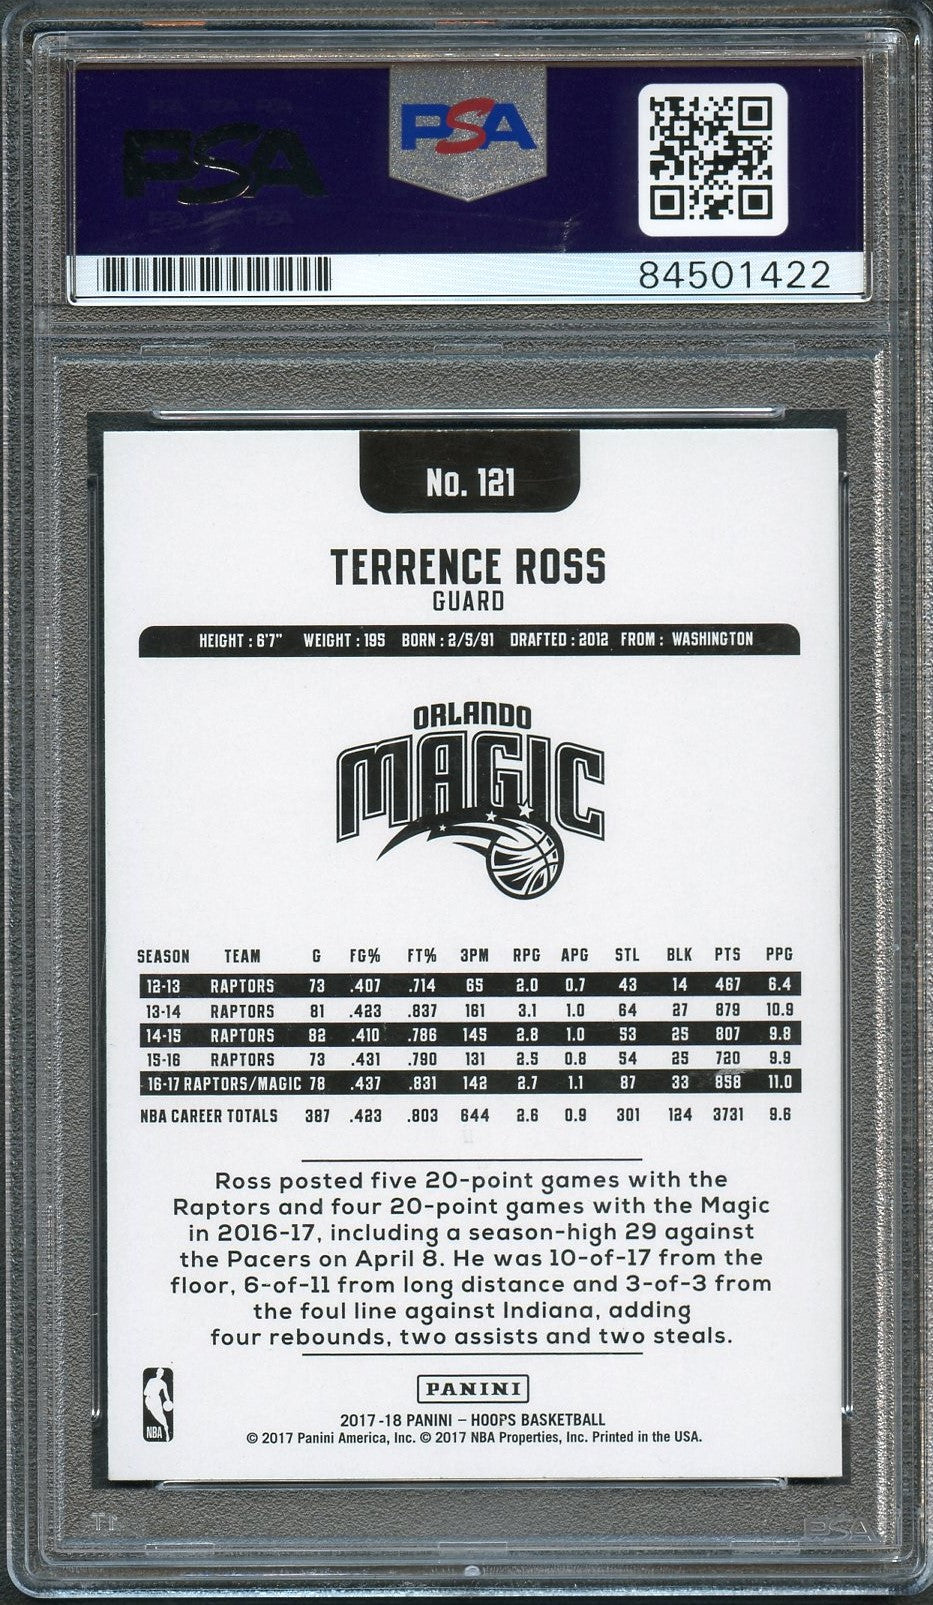 PSA
PSA
84501422
No. 121
TERRENCE ROSS
GUARD
HEIGHT : 6'7" WEIGHT : 195 BORN : 2/5/91 DRAFTED : 2012 FROM : WASHINGTON
ORLANDO
MAGIC
SEASON TEAM G FG% FT% 3PM RPG APG STL BLK PTS PPG
12-13 RAPTORS 73 .407 .714 65 2.0 0.7 43 14 467 6.4
13-14 RAPTORS 81 .423 .837 161 3.1 1.0 64 27 879 10.9
14-15 RAPTORS 82 .410 .786 145 2.8 1.0 53 25 807 9.8
15-16 RAPTORS 73 .431 .790 131 2.5 0.8 54 25 720 9.9
16-17 RAPTORS/MAGIC 78 .437 .831 142 2.7 1.1 87 33 858 11.0
NBA CAREER TOTALS 387 .423 .803 644 2.6 0.9 301 124 3731 9.6
Ross posted five 20-point games with the
Raptors and four 20-point games with the Magic
in 2016-17, including a season-high 29 against
the Pacers on April 8. He was 10-of-17 from the
floor, 6-of-11 from long distance and 3-of-3 from
the foul line against Indiana, adding
four rebounds, two assists and two steals.
PANINI
NBA
2017-18 PANINI – HOOPS BASKETBALL
© 2017 Panini America, Inc. © 2017 NBA Properties, Inc. Printed in the USA.
PSA